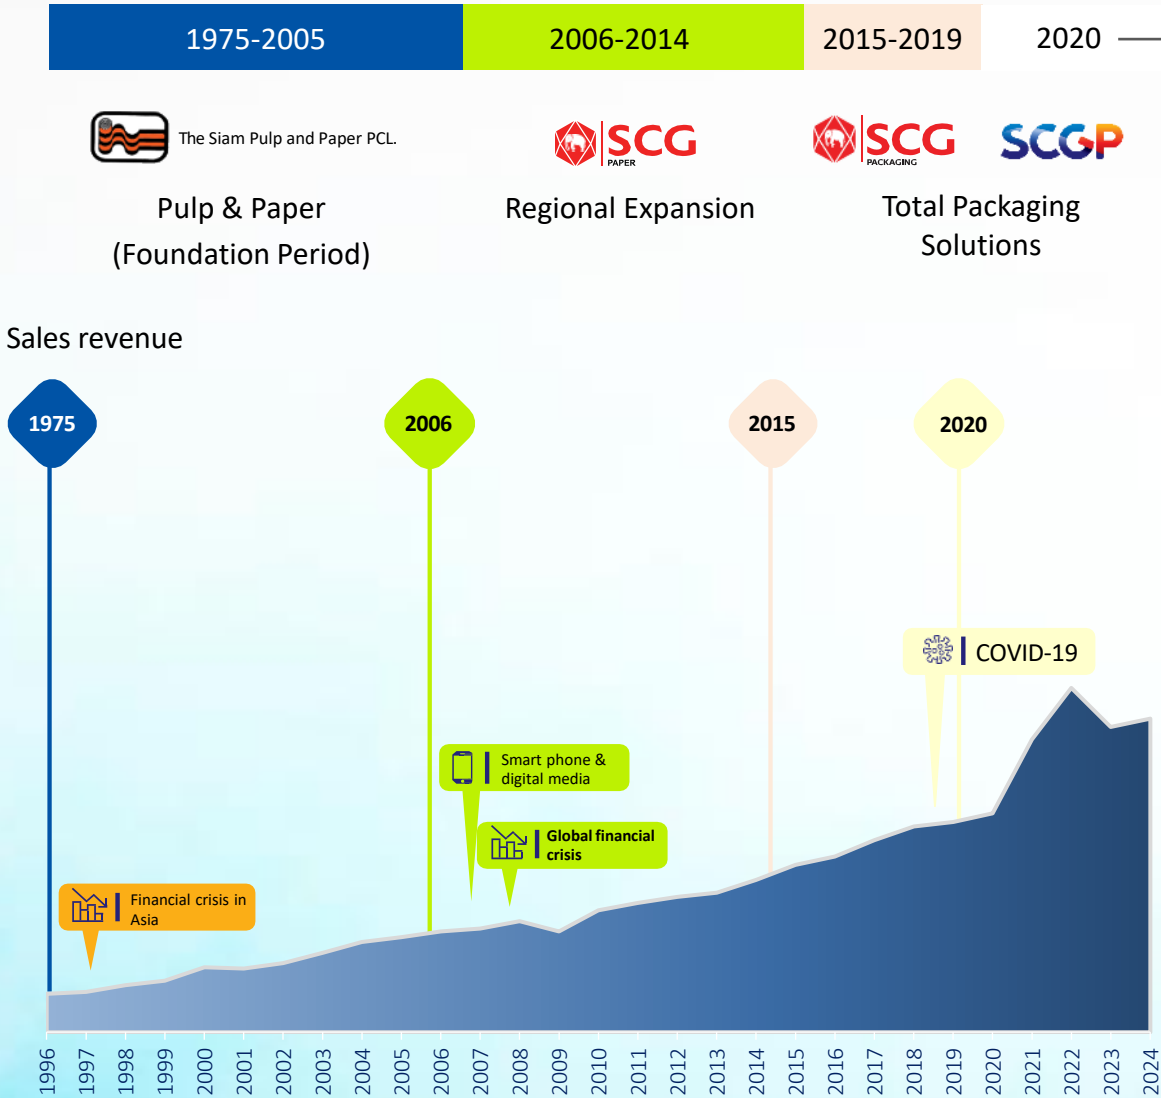 1975-2005
2006-2014
2015-2019
2020
The Siam Pulp and Paper PCL.
SCG
PAPER
SCG
PACKAGING
SCGP
Pulp & Paper
(Foundation Period)
Regional Expansion
Total Packaging
Solutions
Sales revenue
1975
2006
2015
2020
COVID-19
Smart phone &
digital media
Global financial
crisis
Financial crisis in
Asia
1996
1997
1998
1999
2000
2001
2002
2003
2004
2005
2006
2007
2008
2009
2010
2011
2012
2013
2014
2015
2016
2017
2018
2019
2020
2021
2022
2023
2024